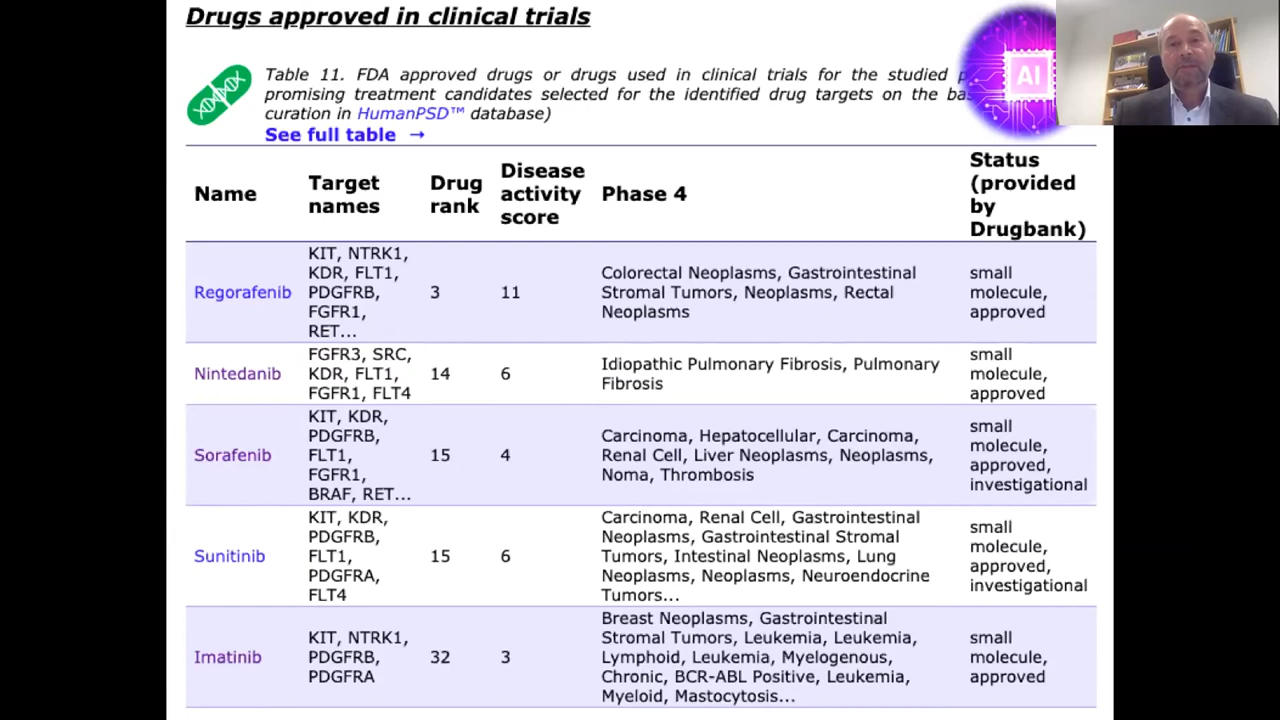 Drugs approved in clinical trials
Table 11. FDA approved drugs or drugs used in clinical trials for the studied
promising treatment candidates selected for the identified drug targets on the
curation in HumanPSD™ database)
See full table →
AI
Name
Target names
Drug rank
Disease activity score
Phase 4
Status (provided by Drugbank)
Regorafenib
KIT, NTRK1,
KDR, FLT1,
PDGFRB,
FGFR1,
RET...
3
11
Colorectal Neoplasms, Gastrointestinal
Stromal Tumors, Neoplasms, Rectal
Neoplasms
small
molecule,
approved
Nintedanib
FGFR3, SRC,
KDR, FLT1,
FGFR1, FLT4
14
6
Idiopathic Pulmonary Fibrosis, Pulmonary
Fibrosis
small
molecule,
approved
Sorafenib
KIT, KDR,
PDGFRB,
FLT1,
FGFR1,
BRAF, RET...
15
4
Carcinoma, Hepatocellular, Carcinoma,
Renal Cell, Liver Neoplasms, Neoplasms,
Noma, Thrombosis
small
molecule,
approved,
investigational
Sunitinib
KIT, KDR,
PDGFRB,
FLT1,
PDGFRA,
FLT4
15
6
Carcinoma, Renal Cell, Gastrointestinal
Neoplasms, Gastrointestinal Stromal
Tumors, Intestinal Neoplasms, Lung
Neoplasms, Neoplasms, Neuroendocrine
Tumors...
small
molecule,
approved,
investigational
Imatinib
KIT, NTRK1,
PDGFRB,
PDGFRA
32
3
Breast Neoplasms, Gastrointestinal
Stromal Tumors, Leukemia, Leukemia,
Lymphoid, Leukemia, Myelogenous,
Chronic, BCR-ABL Positive, Leukemia,
Myeloid, Mastocytosis...
small
molecule,
approved